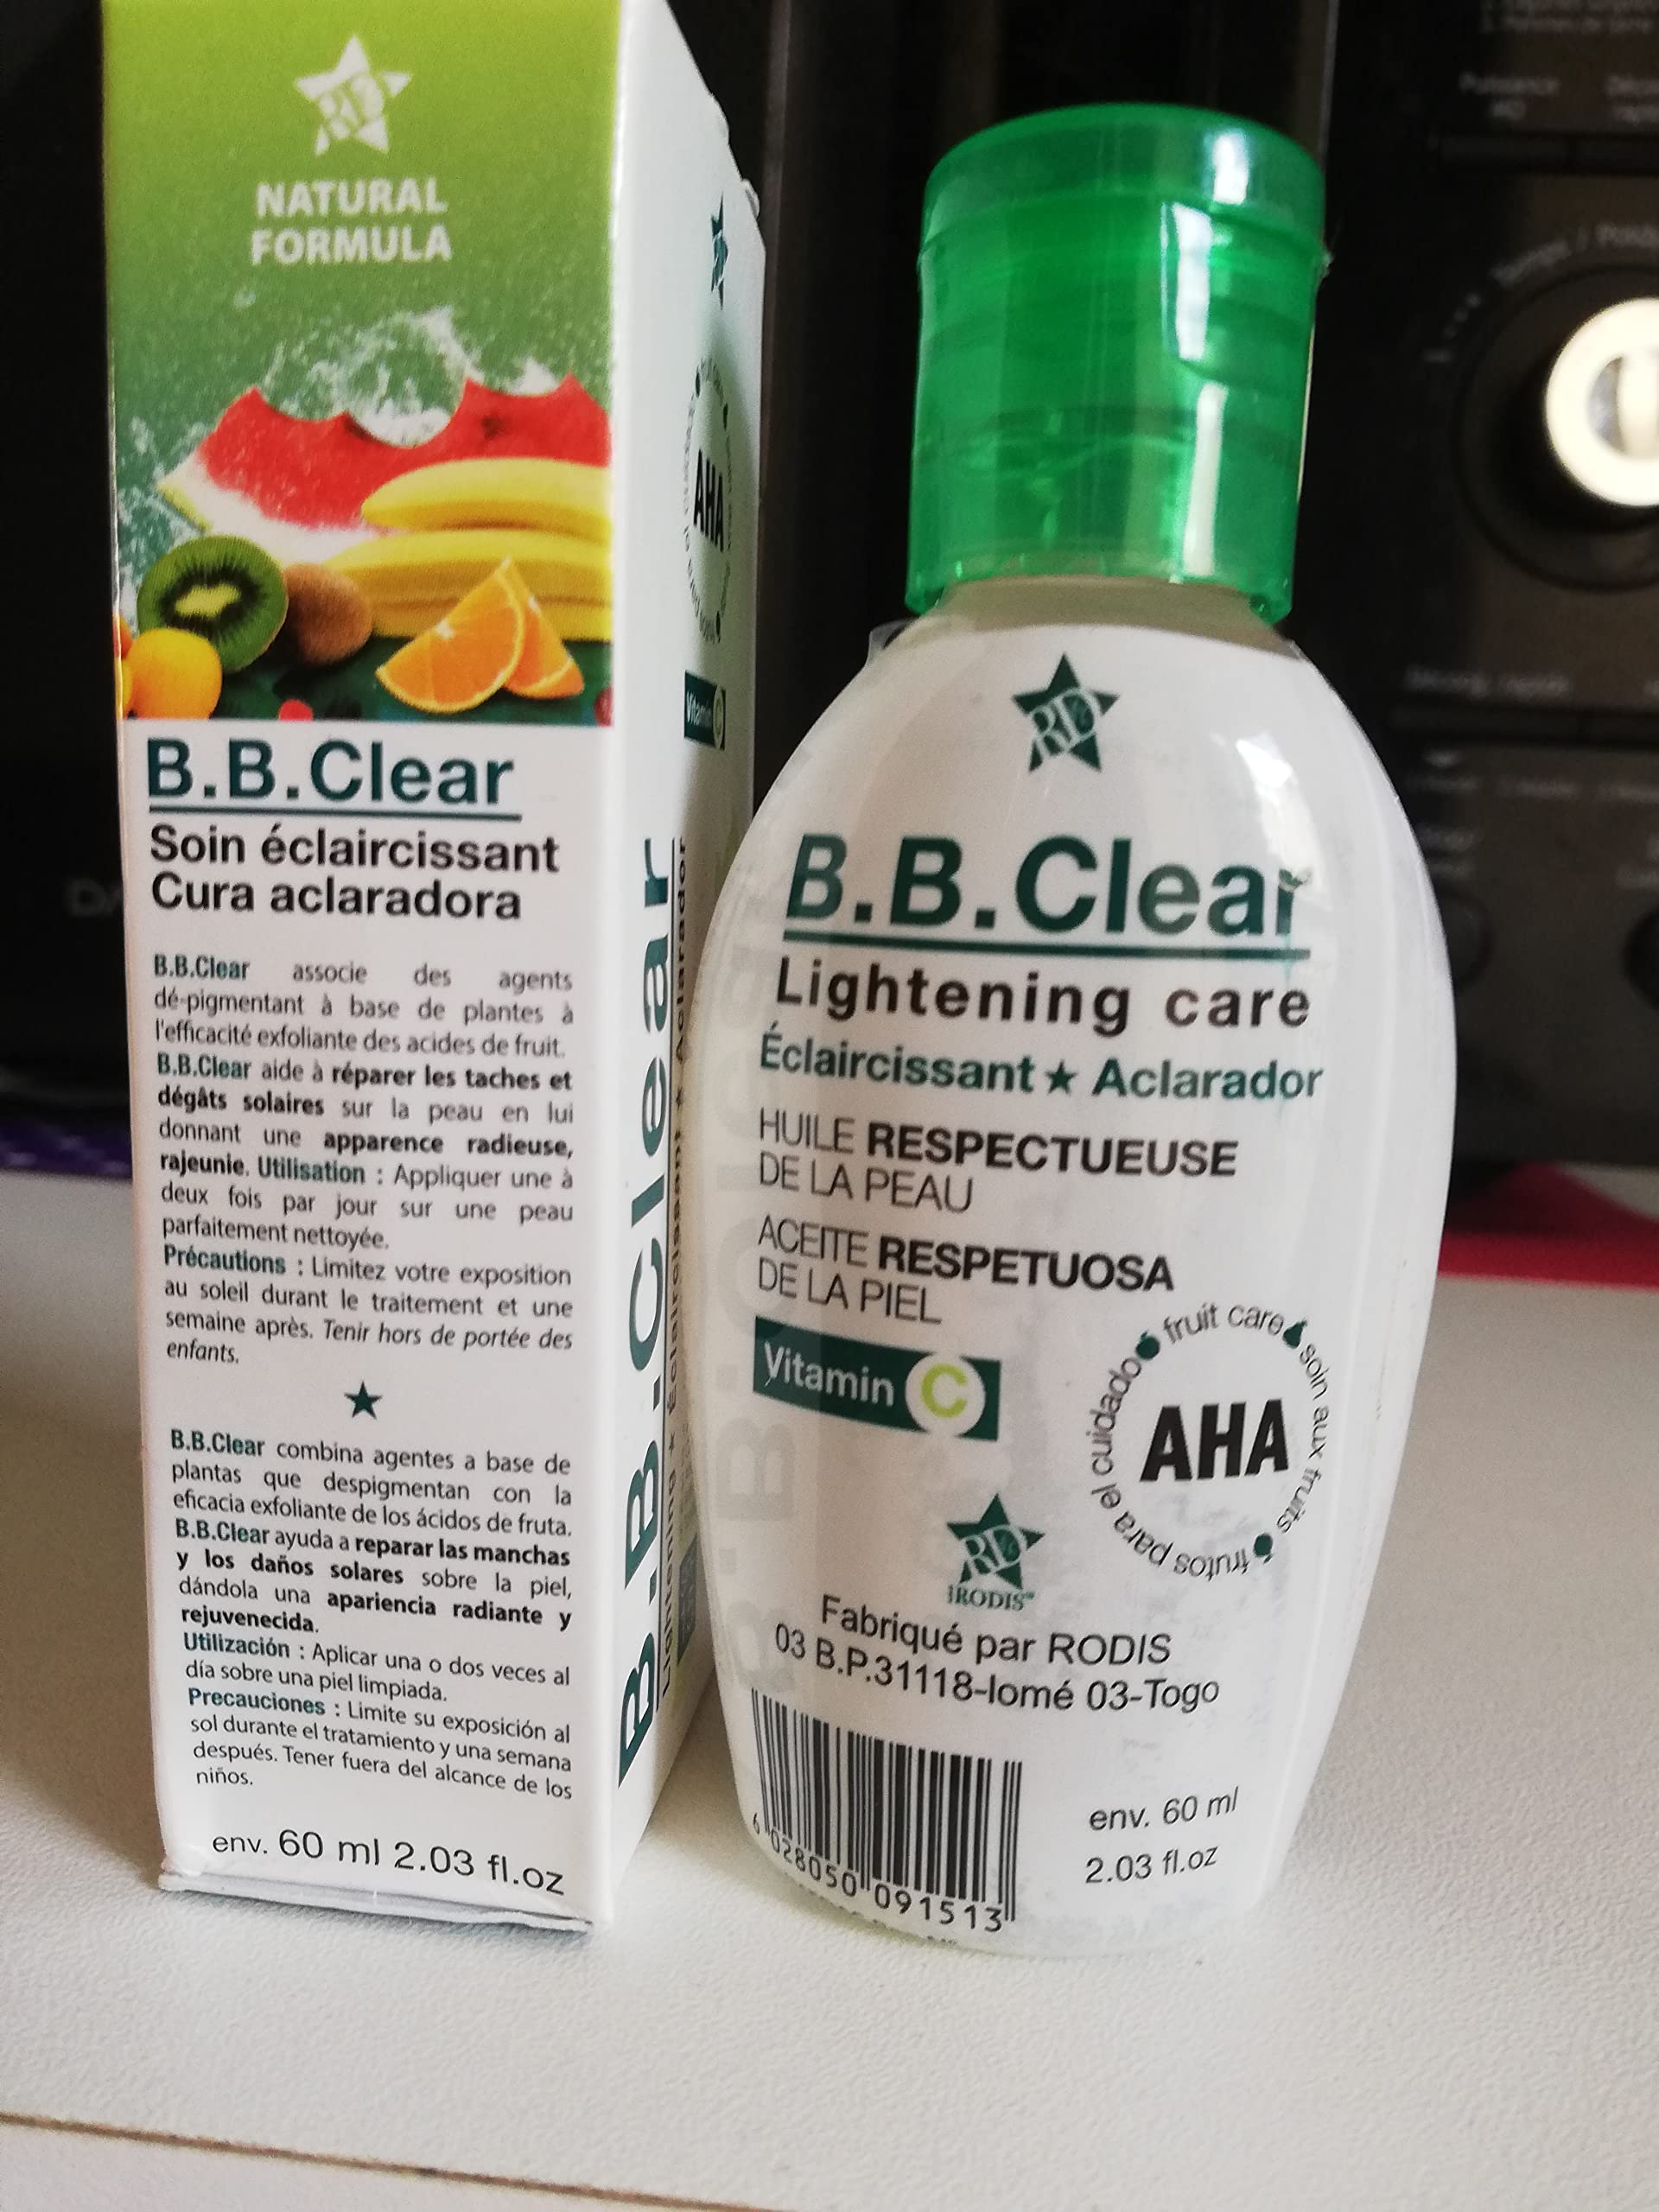 RD
NATURAL
FORMULA
B.B.Clear
Soin éclaircissant
Cura aclaradora
B.B.Clear associe des agents
dé-pigmentant à base de plantes à
l'efficacité exfoliante des acides de fruit.
B.B.Clear aide à réparer les taches et
dégâts solaires sur la peau en lui
donnant une apparence radieuse,
rajeunie. Utilisation : Appliquer une à
deux fois par jour sur une peau
parfaitement nettoyée.
Précautions : Limitez votre exposition
au soleil durant le traitement et une
semaine après. Tenir hors de portée des
enfants.
B.B.Clear combina agentes a base de
plantas que despigmentan con la
eficacia exfoliante de los ácidos de fruta.
B.B.Clear ayuda a reparar las manchas
y los daños solares sobre la piel,
dándola una apariencia radiante y
rejuvenecida.
Utilización : Aplicar una o dos veces al
día sobre una piel limpiada.
Precauciones : Limite su exposición al
sol durante el tratamiento y una semana
después. Tener fuera del alcance de los
niños.
env. 60 ml 2.03 fl.oz
AHA
Vitamin C
B.B.Clear
Lightening ★ Éclaircissant ★ Aclarador
RD
B.B.Clear
Lightening care
Éclaircissant ★ Aclarador
HUILE RESPECTUEUSE
DE LA PEAU
ACEITE RESPETUOSA
DE LA PIEL
Vitamin C
fruit care soin aux fruits frutos para el cuidado
AHA
RD
RODIS
Fabriqué par RODIS
03 B.P.31118-lomé 03-Togo
6 028050 091513
env. 60 ml
2.03 fl.oz